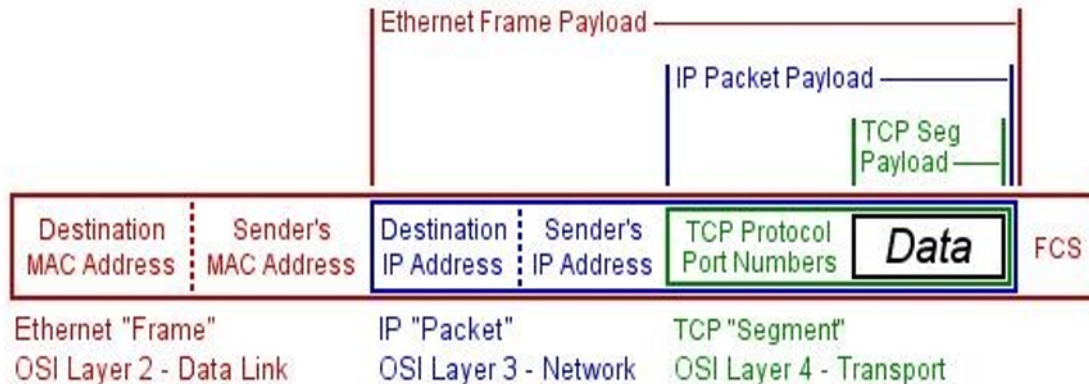 Ethernet Frame Payload
IP Packet Payload
TCP Seg
Payload
Destination
MAC Address
Sender's
MAC Address
Destination
IP Address
Sender's
IP Address
TCP Protocol
Port Numbers
Data
FCS
Ethernet "Frame"
OSI Layer 2 - Data Link
IP "Packet"
OSI Layer 3 - Network
TCP "Segment"
OSI Layer 4 - Transport